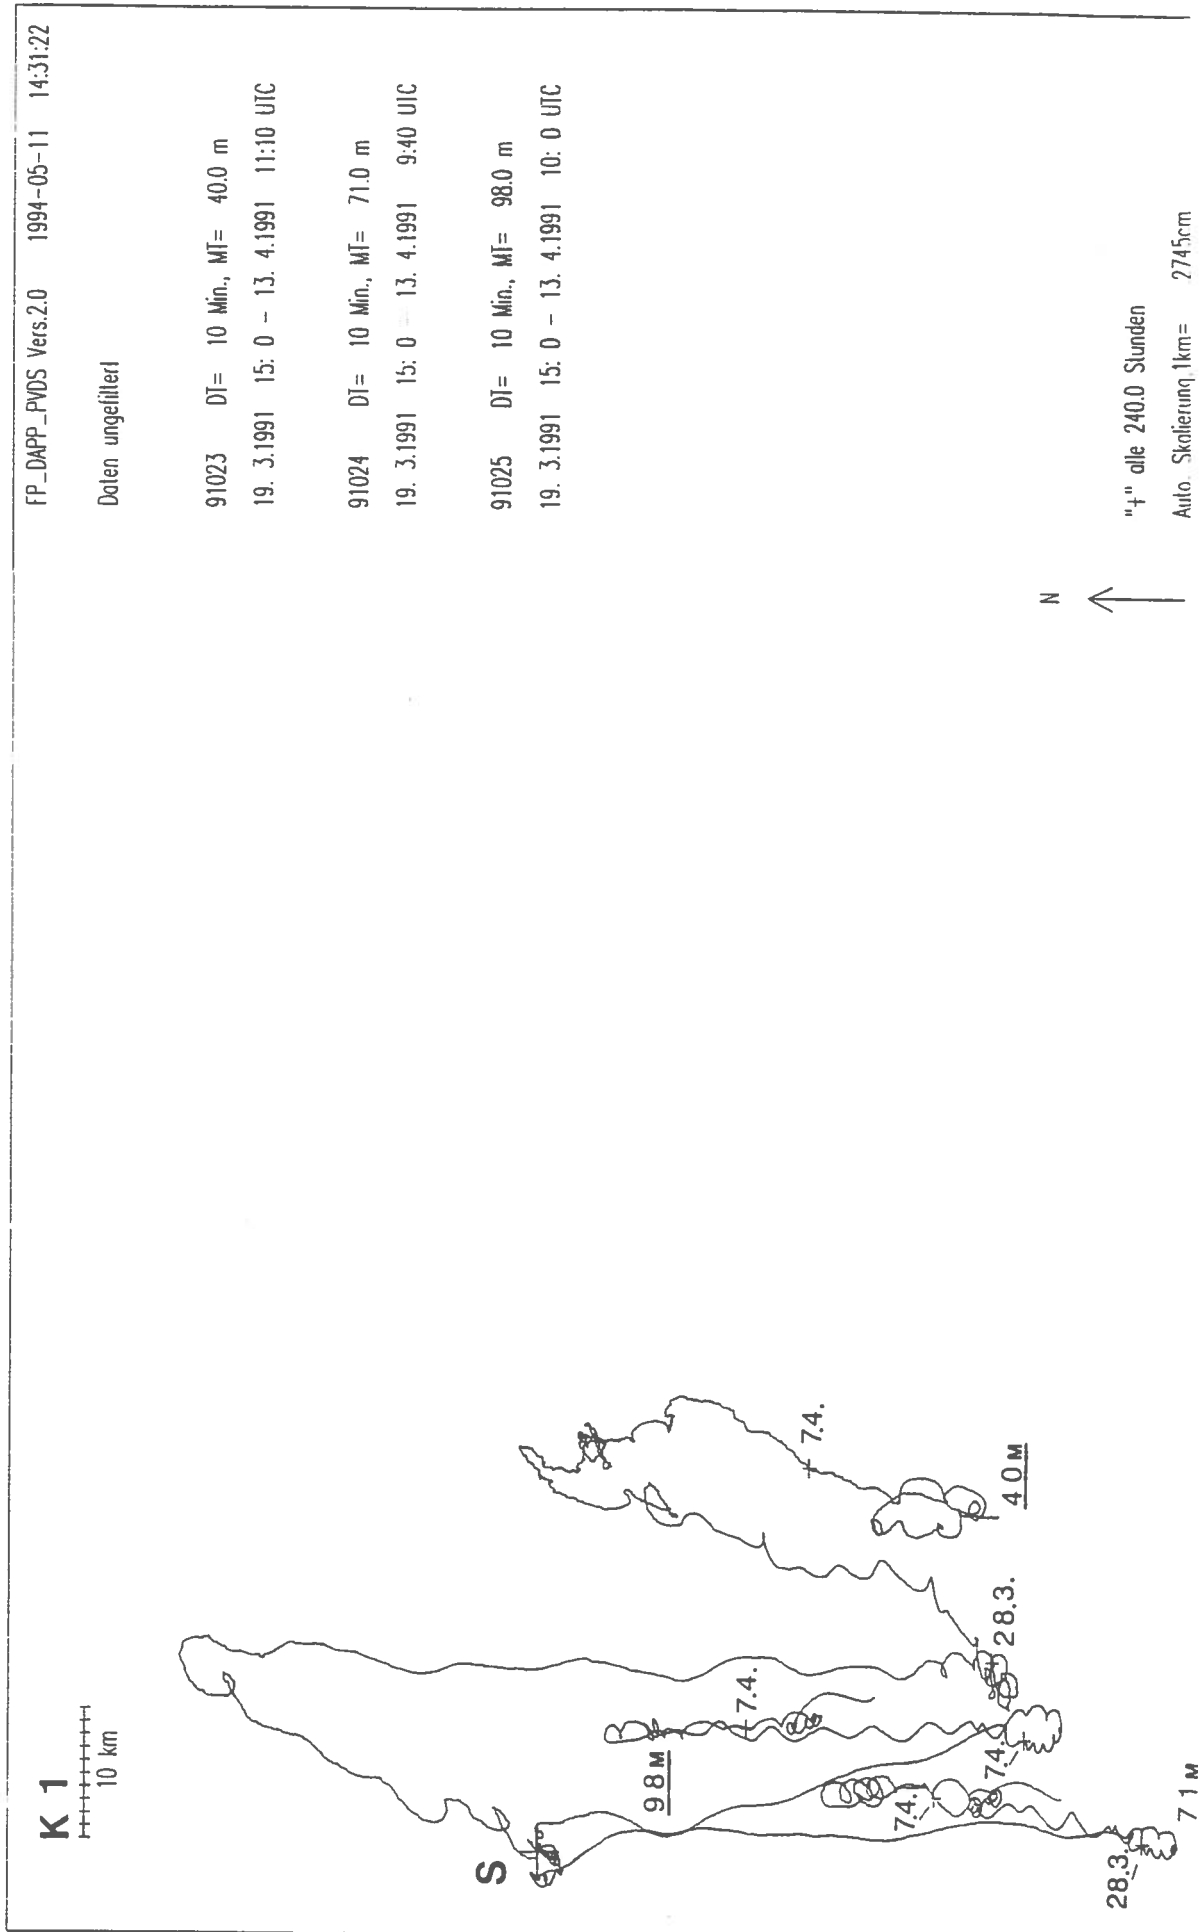 FP_DAPP_PVDS Vers.2.0 1994-05-11 14:31:22
Daten ungefiltert
91023 DT= 10 Min., MT= 40.0 m
19. 3.1991 15: 0 - 13. 4.1991 11:10 UTC
91024 DT= 10 Min., MT= 71.0 m
19. 3.1991 15: 0 - 13. 4.1991 9:40 UTC
91025 DT= 10 Min., MT= 98.0 m
19. 3.1991 15: 0 - 13. 4.1991 10: 0 UTC
"+" alle 240.0 Stunden
Auto. Skalierung,1km= .2745cm
N
K 1
10 km
S
98M
7.4.
7.4.
40M
28.3.
7.4.
7.4.
28.3.
71M